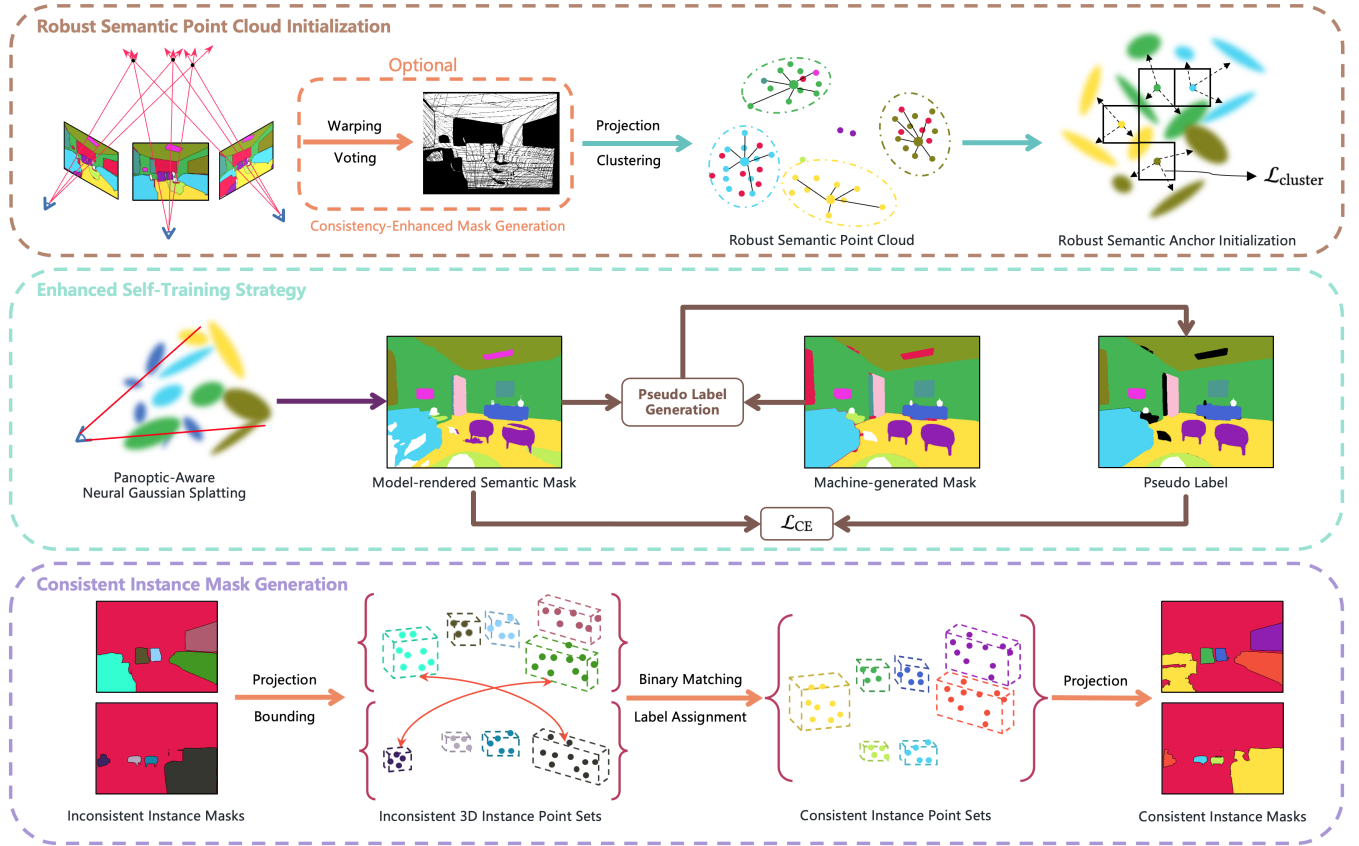 Robust Semantic Point Cloud Initialization
Optional
Warping
Voting
Consistency-Enhanced Mask Generation
Projection
Clustering
Robust Semantic Point Cloud
ℒcluster
Robust Semantic Anchor Initialization
Enhanced Self-Training Strategy
Panoptic-Aware
Neural Gaussian Splatting
Model-rendered Semantic Mask
Pseudo Label
Generation
Machine-generated Mask
Pseudo Label
ℒCE
Consistent Instance Mask Generation
Inconsistent Instance Masks
Projection
Bounding
Inconsistent 3D Instance Point Sets
Binary Matching
Label Assignment
Consistent Instance Point Sets
Projection
Consistent Instance Masks